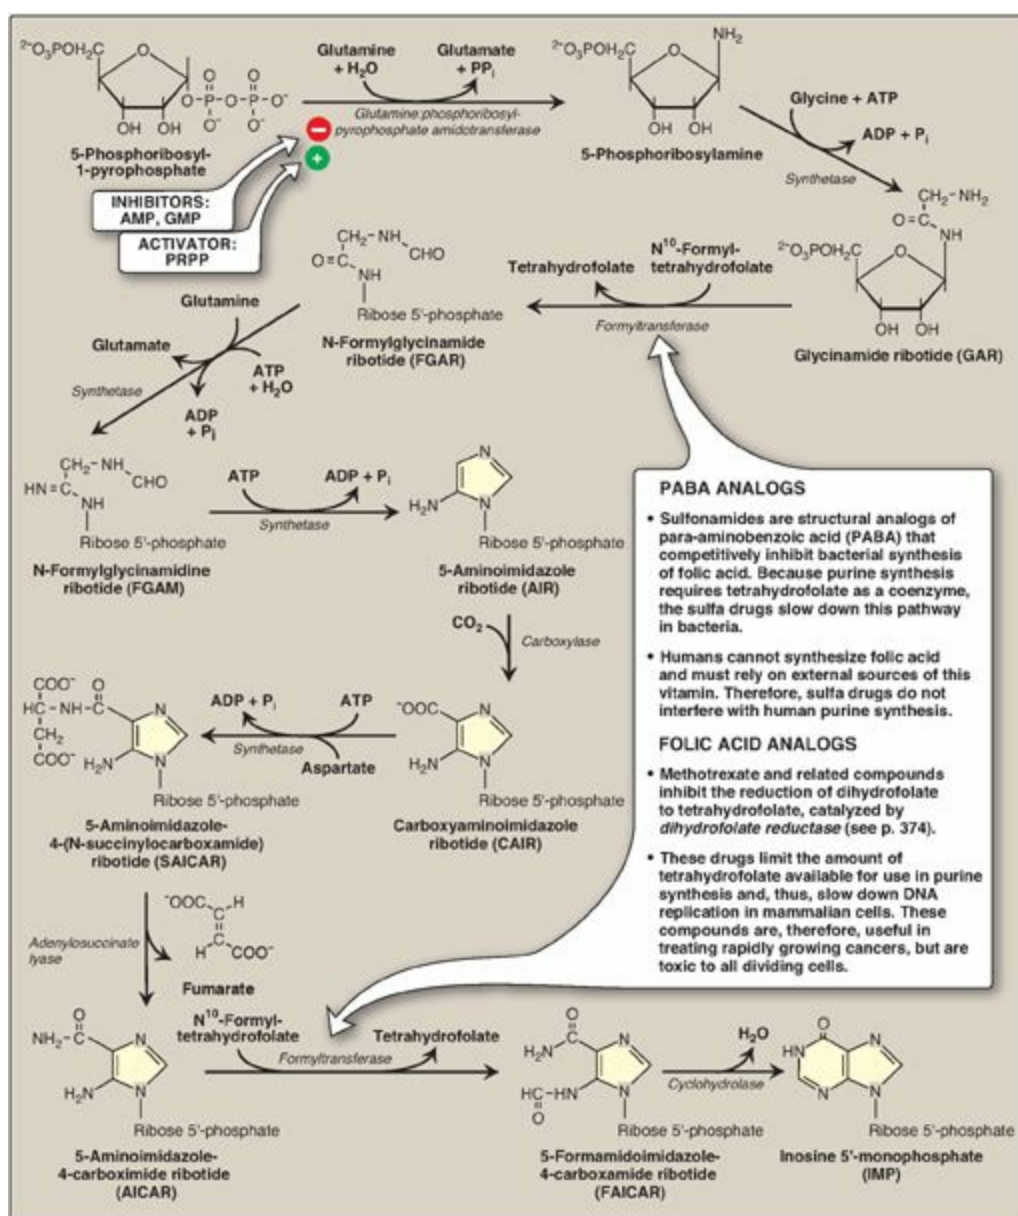 ²⁻O₃POH₂C
O
O
P
O
P
O⁻
O
O
O⁻
O⁻
OH OH
5-Phosphoribosyl-
1-pyrophosphate
Glutamine
+ H₂O
Glutamate
+ PPᵢ
Glutamine:phosphoribosyl-
pyrophosphate amidotransferase
INHIBITORS:
AMP, GMP
ACTIVATOR:
PRPP
²⁻O₃POH₂C
O
NH₂
OH OH
5-Phosphoribosylamine
Glycine + ATP
ADP + Pᵢ
Synthetase
CH₂–NH₂
O=C
NH
²⁻O₃POH₂C
O
OH OH
Glycinamide ribotide (GAR)
N¹⁰-Formyl-
tetrahydrofolate
Tetrahydrofolate
Formyltransferase
CH₂–NH
CHO
O=C
NH
Ribose 5'-phosphate
N-Formylglycinamide
ribotide (FGAR)
Glutamine
Glutamate
ATP
+ H₂O
Synthetase
ADP
+ Pᵢ
CH₂–NH
CHO
HN=C
NH
Ribose 5'-phosphate
N-Formylglycinamidine
ribotide (FGAM)
ATP
ADP + Pᵢ
Synthetase
N
H₂N
N
Ribose 5'-phosphate
5-Aminoimidazole
ribotide (AIR)
CO₂
Carboxylase
⁻OOC
N
H₂N
N
Ribose 5'-phosphate
Carboxyaminoimidazole
ribotide (CAIR)
ADP + Pᵢ
ATP
Synthetase
Aspartate
COO⁻
O
HC–NH–C
N
CH₂
COO⁻
H₂N
N
Ribose 5'-phosphate
5-Aminoimidazole-
4-(N-succinylocarboxamide)
ribotide (SAICAR)
Adenylosuccinate
lyase
⁻OOC
H
C
C
H
COO⁻
Fumarate
O
NH₂–C
N
H₂N
N
Ribose 5'-phosphate
5-Aminoimidazole-
4-carboximide ribotide
(AICAR)
N¹⁰-Formyl-
tetrahydrofolate
Tetrahydrofolate
Formyltransferase
O
C
H₂N
N
HC–HN
O
N
Ribose 5'-phosphate
5-Formamidoimidazole-
4-carboxamide ribotide
(FAICAR)
H₂O
Cyclohydrolase
O
HN
N
N
N
Ribose 5'-phosphate
Inosine 5'-monophosphate
(IMP)
PABA ANALOGS
• Sulfonamides are structural analogs of
para-aminobenzoic acid (PABA) that
competitively inhibit bacterial synthesis
of folic acid. Because purine synthesis
requires tetrahydrofolate as a coenzyme,
the sulfa drugs slow down this pathway
in bacteria.
• Humans cannot synthesize folic acid
and must rely on external sources of this
vitamin. Therefore, sulfa drugs do not
interfere with human purine synthesis.
FOLIC ACID ANALOGS
• Methotrexate and related compounds
inhibit the reduction of dihydrofolate
to tetrahydrofolate, catalyzed by
dihydrofolate reductase (see p. 374).
• These drugs limit the amount of
tetrahydrofolate available for use in purine
synthesis and, thus, slow down DNA
replication in mammalian cells. These
compounds are, therefore, useful in
treating rapidly growing cancers, but are
toxic to all dividing cells.